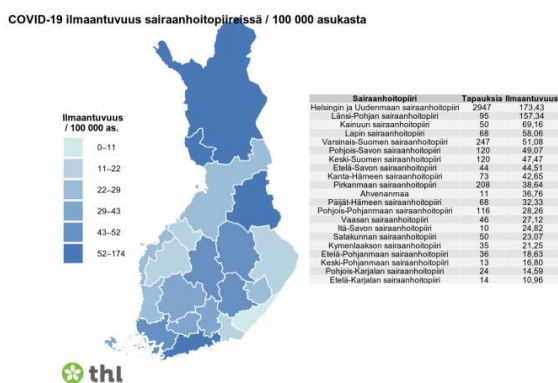 COVID-19 ilmaantuvuus sairaanhoitopiireissä / 100 000 asukasta
Ilmaantuvuus
/ 100 000 as.
0–11
11–22
22–29
29–43
43–52
52–174
Sairaanhoitopiiri Tapauksia Ilmaantuvuus
Helsingin ja Uudenmaan sairaanhoitopiiri 2947 173,43
Länsi-Pohjan sairaanhoitopiiri 95 157,34
Kainuun sairaanhoitopiiri 50 69,16
Lapin sairaanhoitopiiri 68 58,06
Varsinais-Suomen sairaanhoitopiiri 247 51,08
Pohjois-Savon sairaanhoitopiiri 120 49,07
Keski-Suomen sairaanhoitopiiri 120 47,47
Etelä-Savon sairaanhoitopiiri 44 44,51
Kanta-Hämeen sairaanhoitopiiri 73 42,65
Pirkanmaan sairaanhoitopiiri 208 38,64
Ahvenanmaa 11 36,76
Päijät-Hämeen sairaanhoitopiiri 68 32,33
Pohjois-Pohjanmaan sairaanhoitopiiri 116 28,26
Vaasan sairaanhoitopiiri 46 27,12
Itä-Savon sairaanhoitopiiri 10 24,82
Satakunnan sairaanhoitopiiri 50 23,07
Kymenlaakson sairaanhoitopiiri 35 21,25
Etelä-Pohjanmaan sairaanhoitopiiri 36 18,63
Keski-Pohjanmaan sairaanhoitopiiri 13 16,80
Pohjois-Karjalan sairaanhoitopiiri 24 14,59
Etelä-Karjalan sairaanhoitopiiri 14 10,96
thl